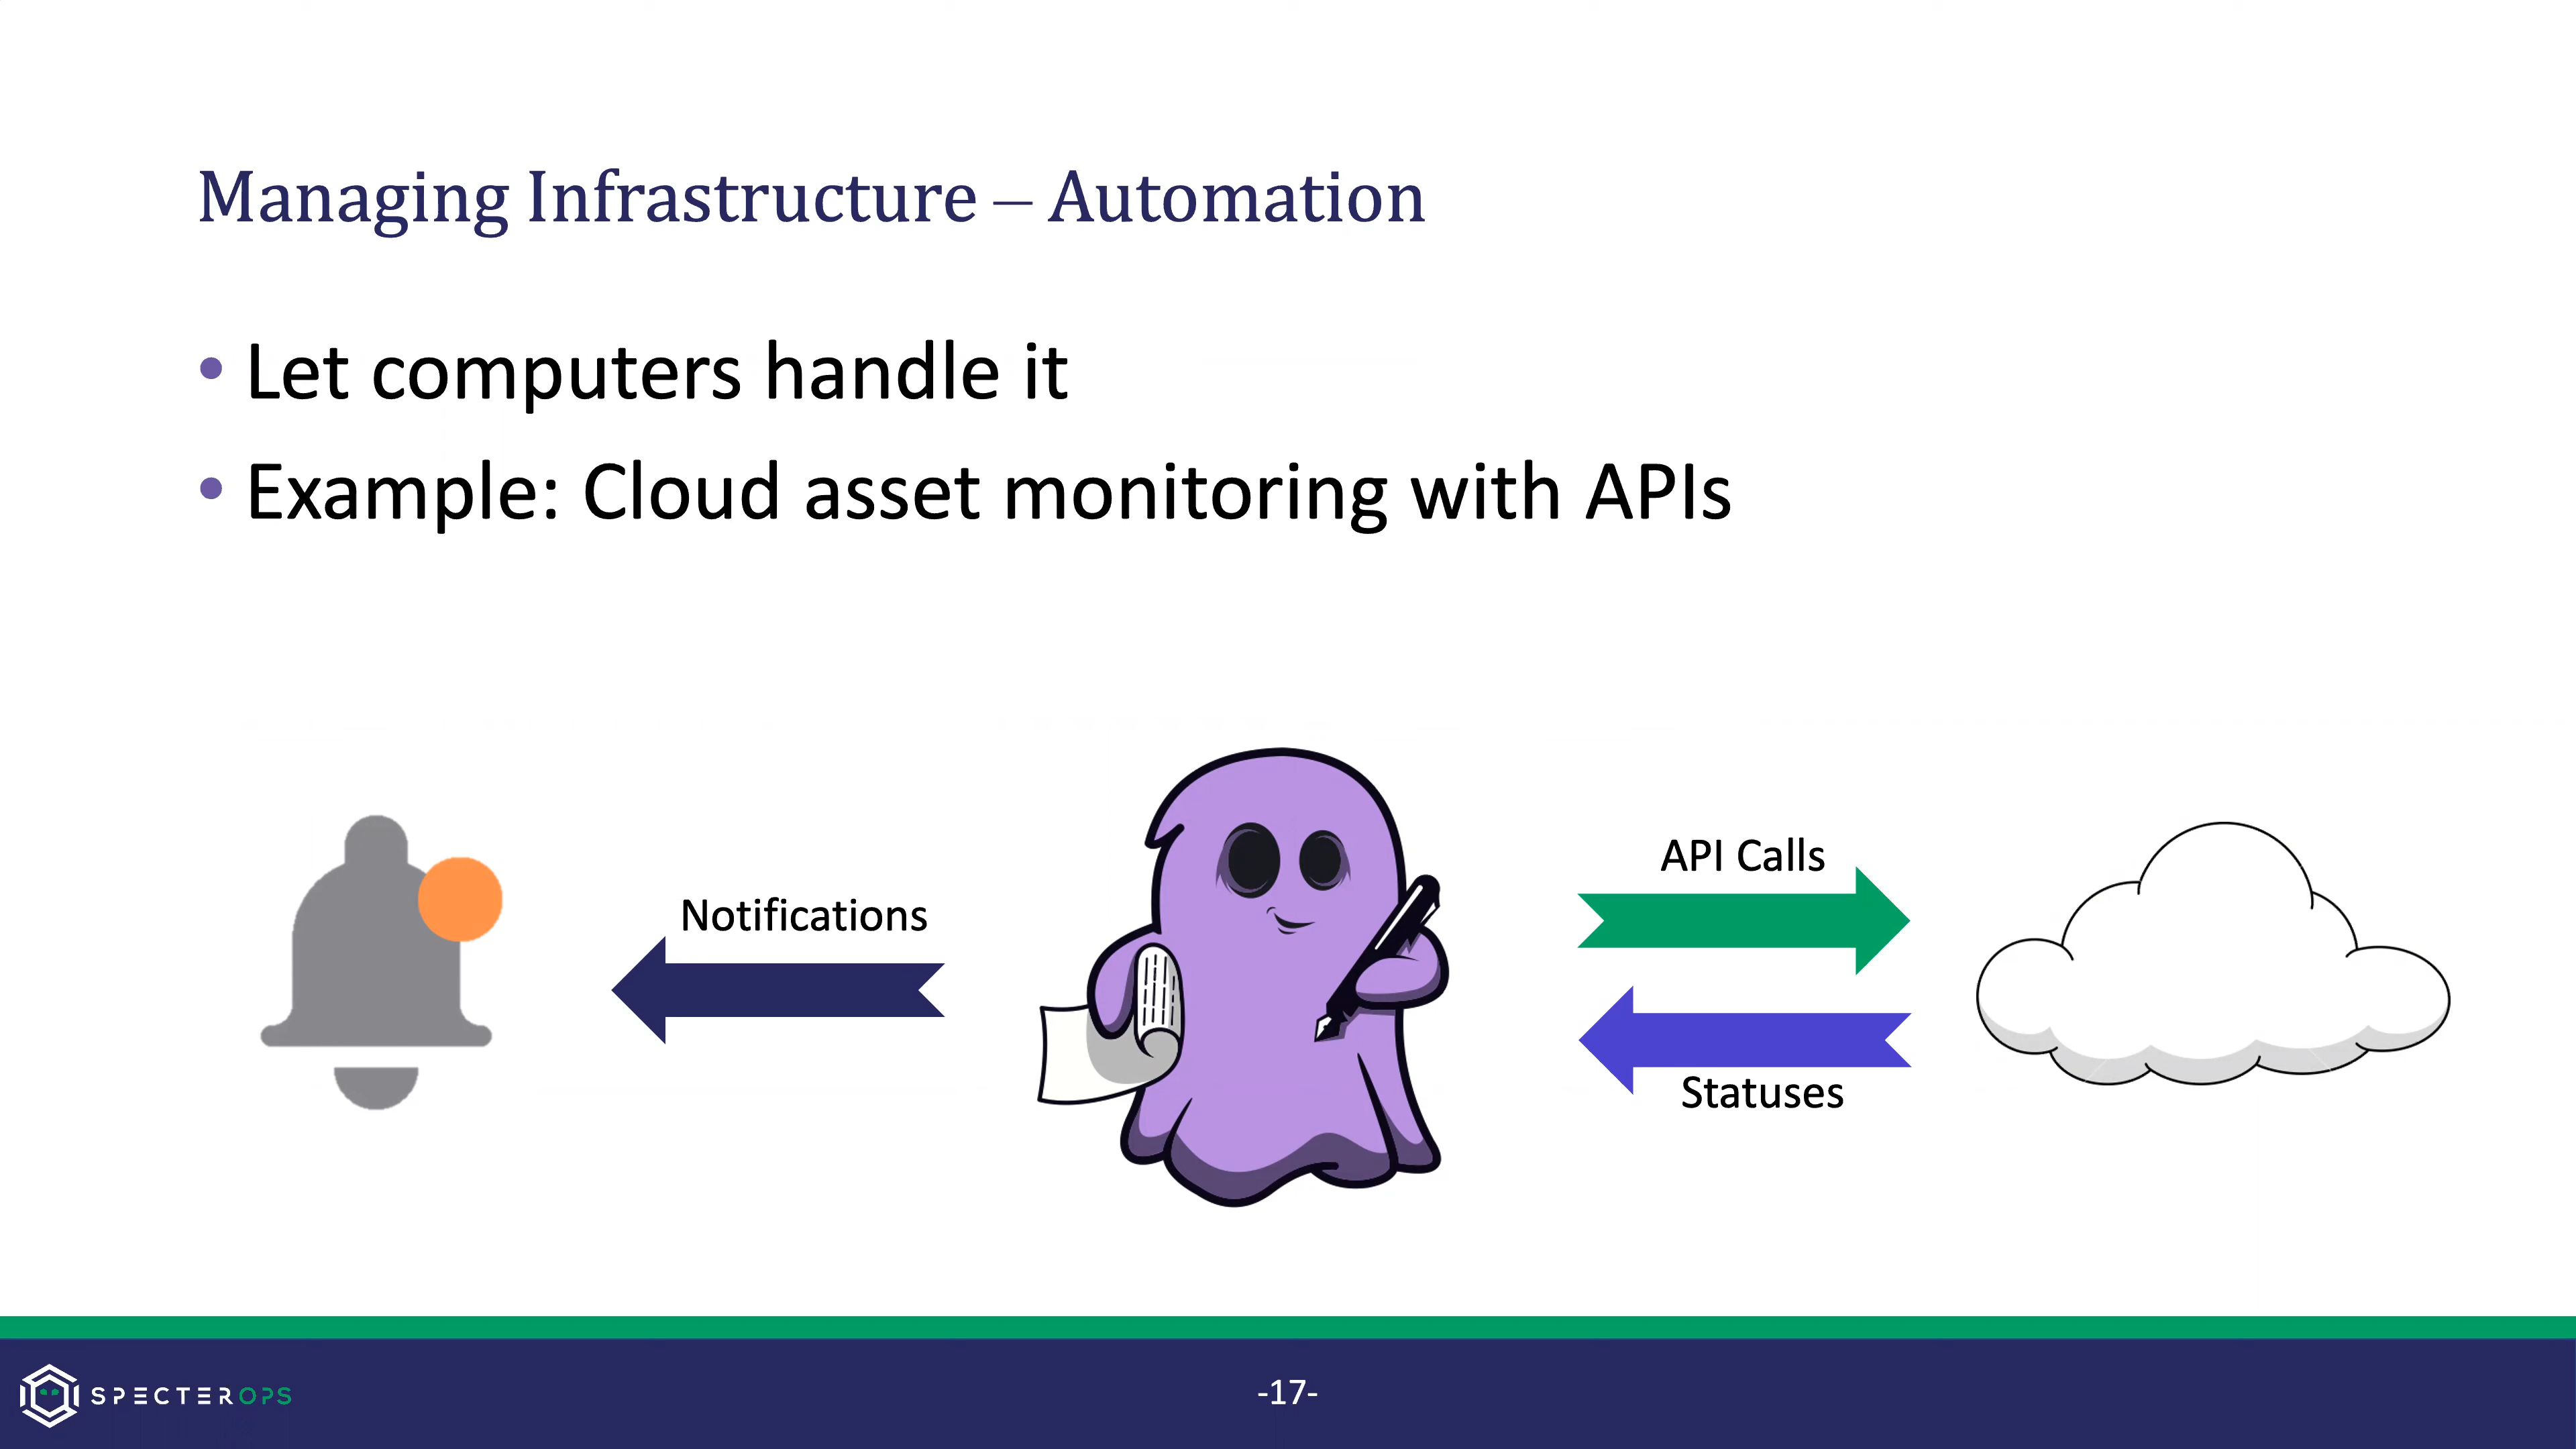 Managing Infrastructure – Automation
• Let computers handle it
• Example: Cloud asset monitoring with APIs
Notifications
API Calls
Statuses
SPECTEROPS
-17-